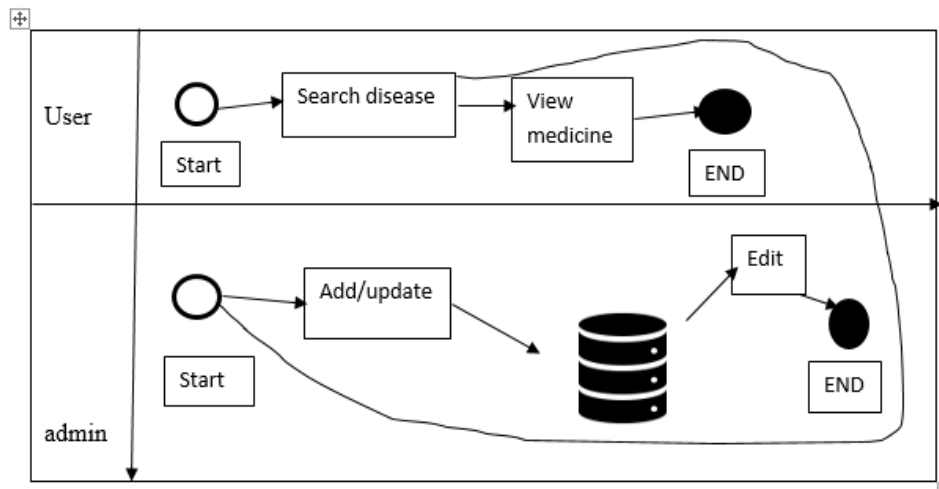 User
Start
Search disease
View
medicine
END
admin
Start
Add/update
Edit
END